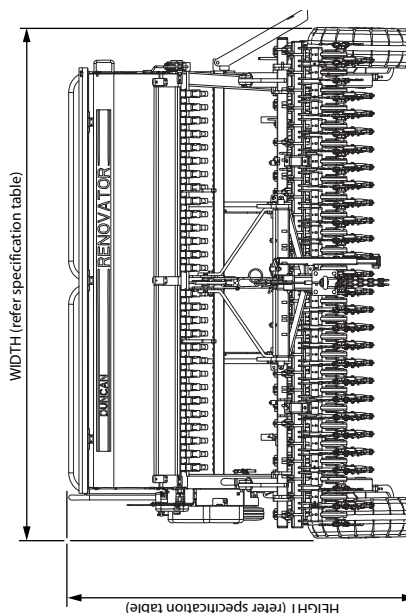 WIDTH (refer specification table)
DUNCAN
RENOVATOR
HEIGHT (refer specification table)